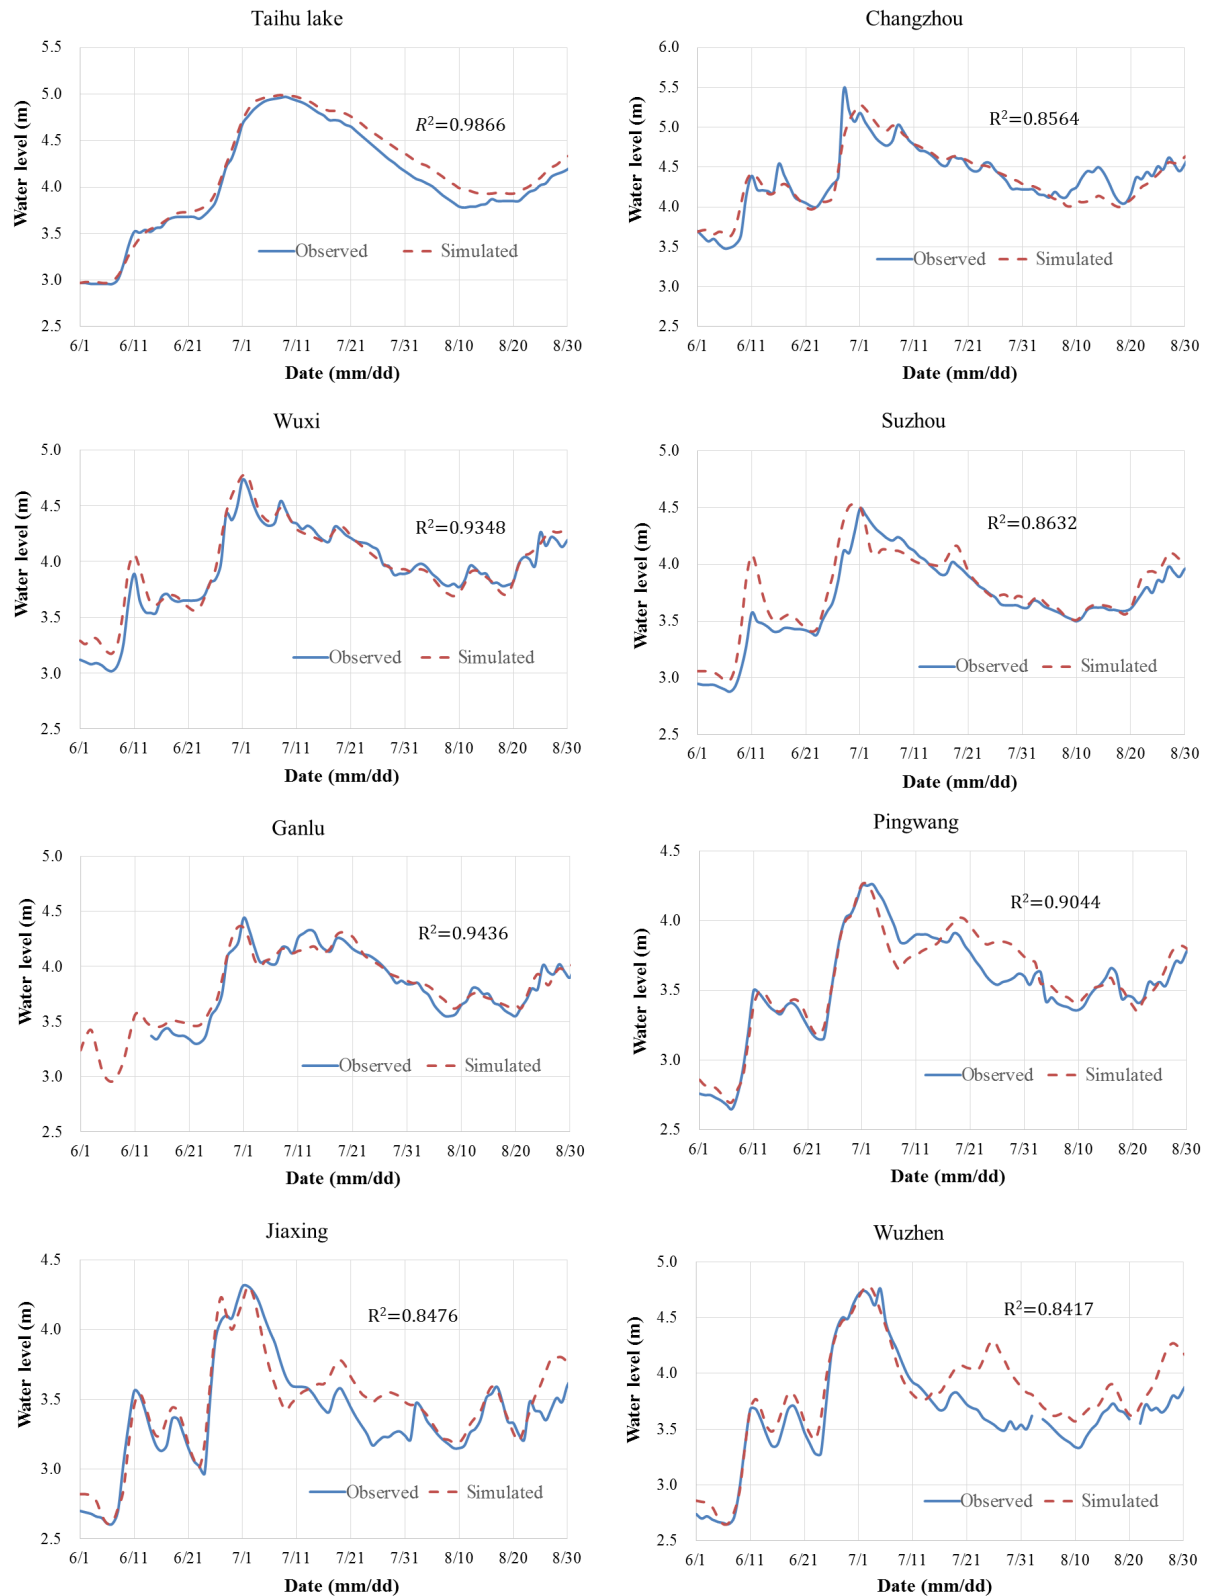 Taihu lake
Water level (m)
5.5
5.0
4.5
4.0
3.5
3.0
2.5
R²=0.9866
Observed Simulated
6/1 6/11 6/21 7/1 7/11 7/21 7/31 8/10 8/20 8/30
Date (mm/dd)
Changzhou
Water level (m)
6.0
5.5
5.0
4.5
4.0
3.5
3.0
2.5
R²=0.8564
Observed Simulated
6/1 6/11 6/21 7/1 7/11 7/21 7/31 8/10 8/20 8/30
Date (mm/dd)
Wuxi
Water level (m)
5.0
4.5
4.0
3.5
3.0
2.5
R²=0.9348
Observed Simulated
6/1 6/11 6/21 7/1 7/11 7/21 7/31 8/10 8/20 8/30
Date (mm/dd)
Suzhou
Water level (m)
5.0
4.5
4.0
3.5
3.0
2.5
R²=0.8632
Observed Simulated
6/1 6/11 6/21 7/1 7/11 7/21 7/31 8/10 8/20 8/30
Date (mm/dd)
Ganlu
Water level (m)
5.0
4.5
4.0
3.5
3.0
2.5
R²=0.9436
Observed Simulated
6/1 6/11 6/21 7/1 7/11 7/21 7/31 8/10 8/20 8/30
Date (mm/dd)
Pingwang
Water level (m)
4.5
4.0
3.5
3.0
2.5
R²=0.9044
Observed Simulated
6/1 6/11 6/21 7/1 7/11 7/21 7/31 8/10 8/20 8/30
Date (mm/dd)
Jiaxing
Water level (m)
4.5
4.0
3.5
3.0
2.5
R²=0.8476
Observed Simulated
6/1 6/11 6/21 7/1 7/11 7/21 7/31 8/10 8/20 8/30
Date (mm/dd)
Wuzhen
Water level (m)
5.0
4.5
4.0
3.5
3.0
2.5
R²=0.8417
Observed Simulated
6/1 6/11 6/21 7/1 7/11 7/21 7/31 8/10 8/20 8/30
Date (mm/dd)